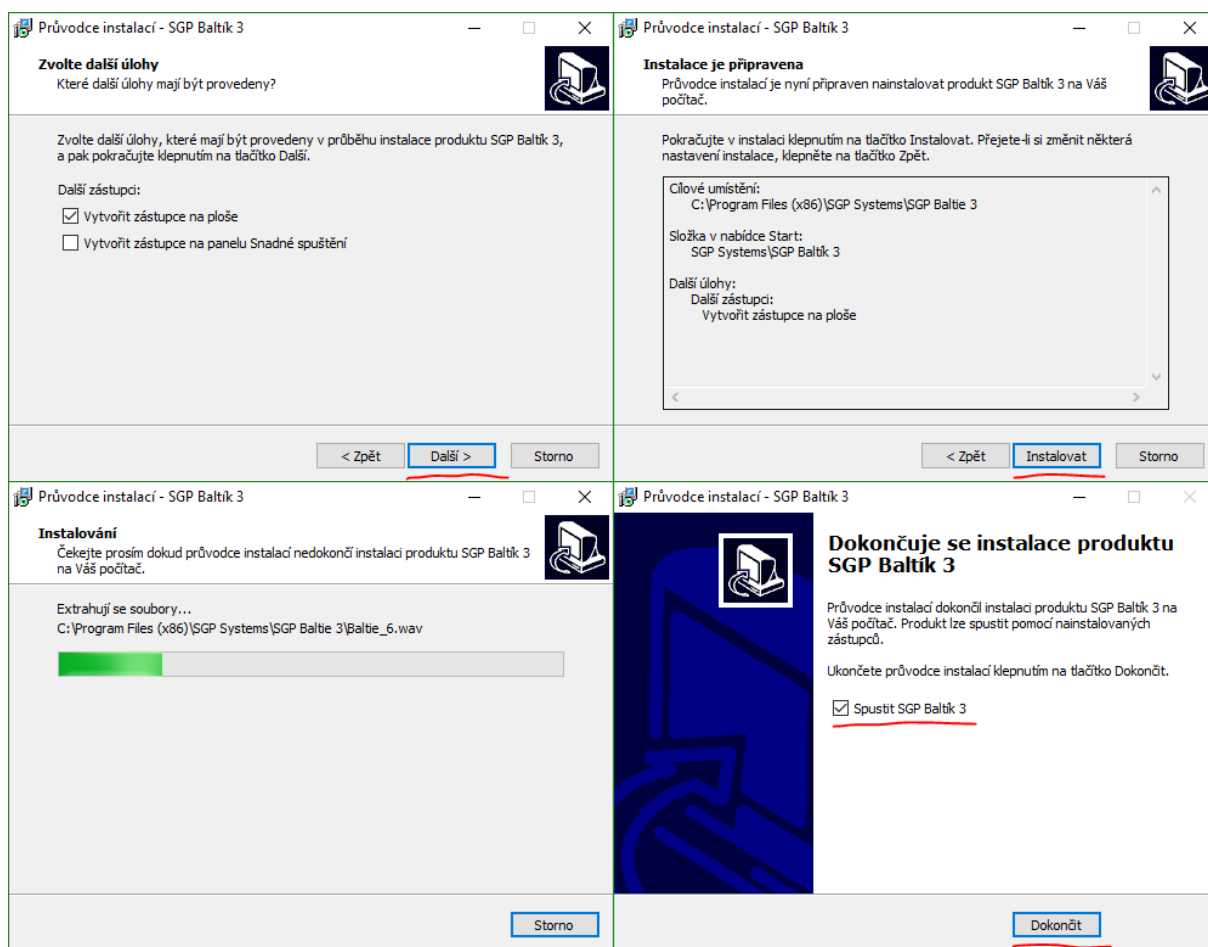 Průvodce instalací - SGP Baltík 3
Zvolte další úlohy
Které další úlohy mají být provedeny?
Zvolte další úlohy, které mají být provedeny v průběhu instalace produktu SGP Baltík 3,
a pak pokračujte klepnutím na tlačítko Další.
Další zástupci:
Vytvořit zástupce na ploše
Vytvořit zástupce na panelu Snadné spuštění
< Zpět
Další >
Storno
Průvodce instalací - SGP Baltík 3
Instalace je připravena
Průvodce instalací je nyní připraven nainstalovat produkt SGP Baltík 3 na Váš
počítač.
Pokračujte v instalaci klepnutím na tlačítko Instalovat. Přejete-li si změnit některá
nastavení instalace, klepněte na tlačítko Zpět.
Cílové umístění:
C:\Program Files (x86)\SGP Systems\SGP Baltie 3
Složka v nabídce Start:
SGP Systems\SGP Baltík 3
Další úlohy:
Další zástupci:
Vytvořit zástupce na ploše
< Zpět
Instalovat
Storno
Průvodce instalací - SGP Baltík 3
Instalování
Čekejte prosím dokud průvodce instalací nedokončí instalaci produktu SGP Baltík 3
na Váš počítač.
Extrahují se soubory...
C:\Program Files (x86)\SGP Systems\SGP Baltie 3\Baltie_6.wav
Storno
Průvodce instalací - SGP Baltík 3
Dokončuje se instalace produktu
SGP Baltík 3
Průvodce instalací dokončil instalaci produktu SGP Baltík 3 na
Váš počítač. Produkt lze spustit pomocí nainstalovaných
zástupců.
Ukončete průvodce instalací klepnutím na tlačítko Dokončit.
Spustit SGP Baltík 3
Dokončit